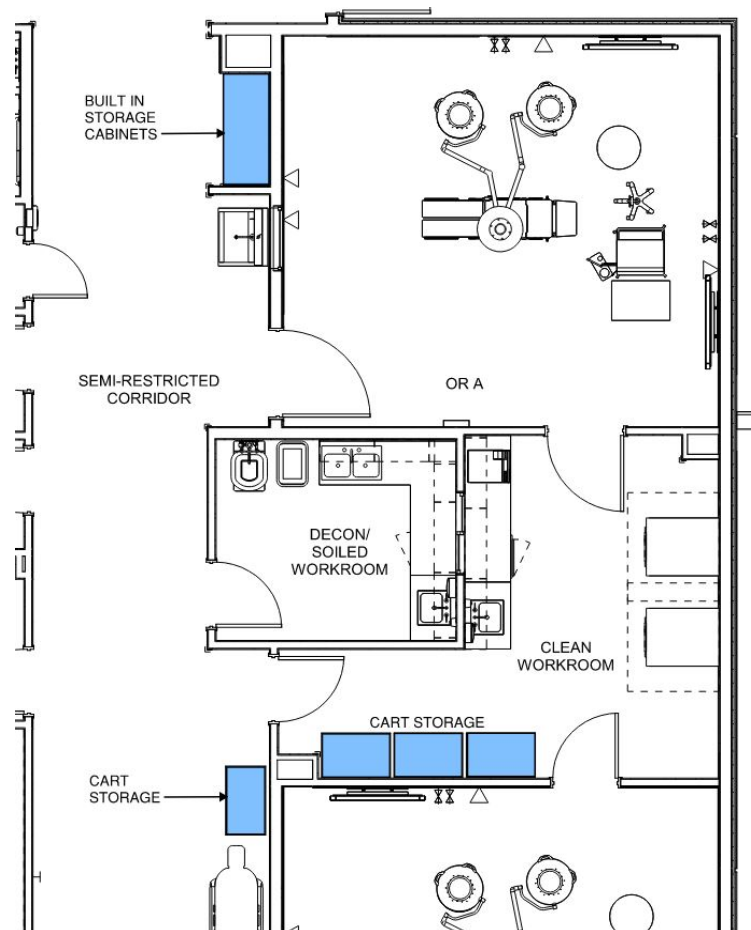 BUILT IN
STORAGE
CABINETS
SEMI-RESTRICTED
CORRIDOR
OR A
DECON/
SOILED
WORKROOM
CLEAN
WORKROOM
CART STORAGE
CART
STORAGE